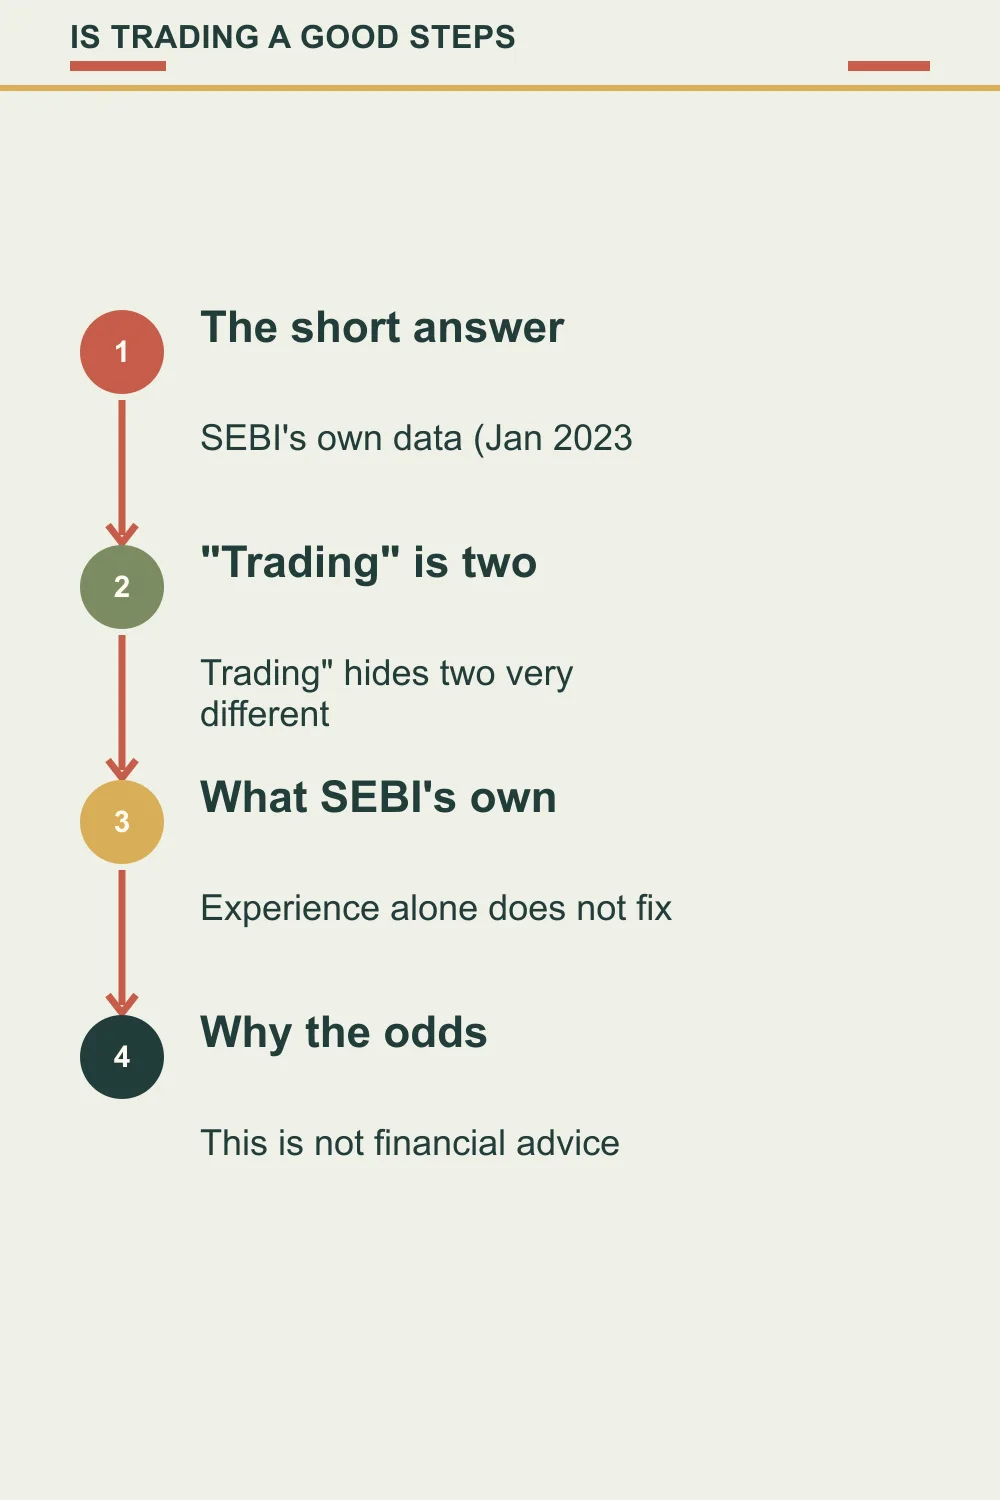 IS TRADING A GOOD STEPS
1
The short answer
SEBI's own data (Jan 2023
2
"Trading" is two
Trading" hides two very
different
3
What SEBI's own
Experience alone does not fix
4
Why the odds
This is not financial advice